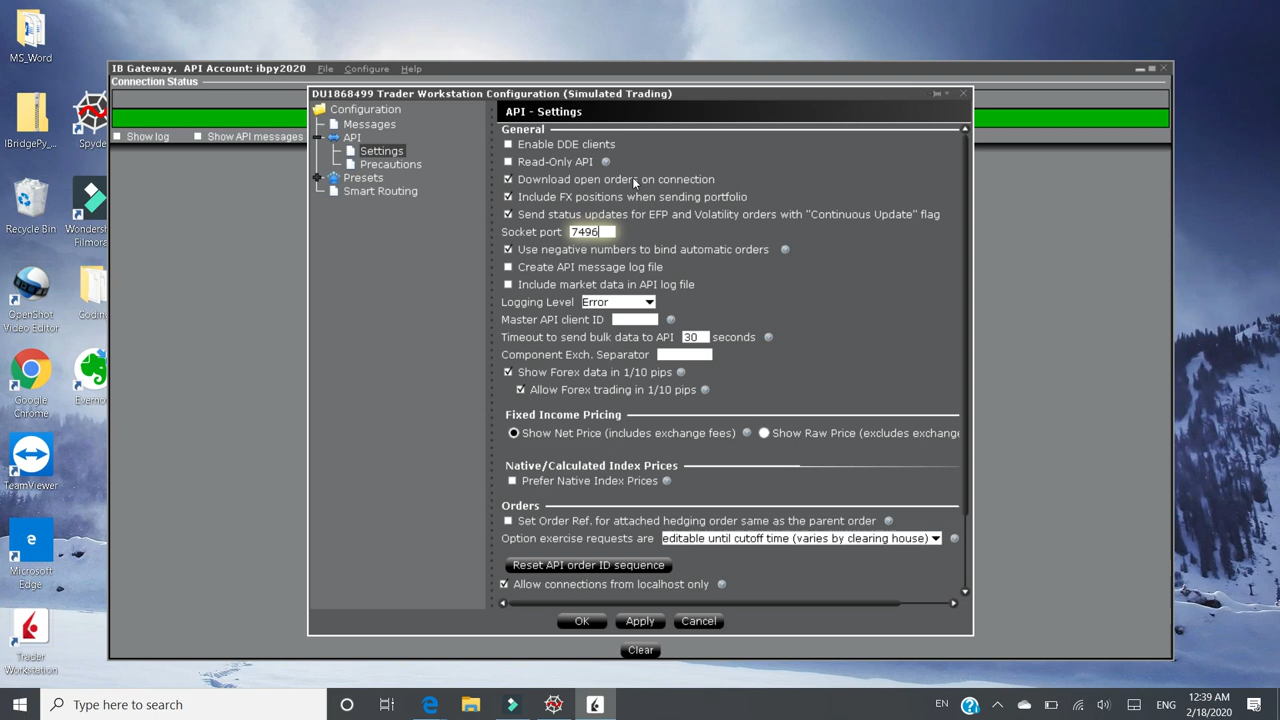 MS_Word
IBridgePy_...
Spyder
Recycle Bin
Wondersh
Filmora
OpenShot
Video Editor
Coding
Google
Chrome
Everno
TeamViewer
e
Microsoft
Edge
Trader
Workstation
IB Gateway. API Account: ibpy2020 File Configure Help
Connection Status
Show log Show API messages
DU1868499 Trader Workstation Configuration (Simulated Trading)
Configuration
Messages
API
Settings
Precautions
Presets
Smart Routing
API - Settings
General
Enable DDE clients
Read-Only API
Download open orders on connection
Include FX positions when sending portfolio
Send status updates for EFP and Volatility orders with "Continuous Update" flag
Socket port 7496
Use negative numbers to bind automatic orders
Create API message log file
Include market data in API log file
Logging Level Error
Master API client ID
Timeout to send bulk data to API 30 seconds
Component Exch. Separator
Show Forex data in 1/10 pips
Allow Forex trading in 1/10 pips
Fixed Income Pricing
Show Net Price (includes exchange fees) Show Raw Price (excludes exchange
Native/Calculated Index Prices
Prefer Native Index Prices
Orders
Set Order Ref. for attached hedging order same as the parent order
Option exercise requests are editable until cutoff time (varies by clearing house)
Reset API order ID sequence
Allow connections from localhost only
OK Apply Cancel
Clear
Type here to search
EN
ENG
12:39 AM
2/18/2020